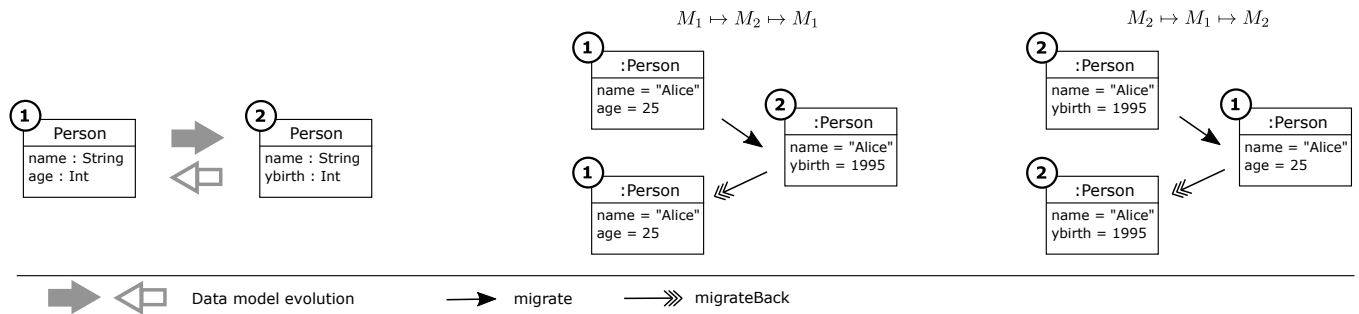 M₁ ↦ M₂ ↦ M₁
M₂ ↦ M₁ ↦ M₂
1
Person
name : String
age : Int
2
Person
name : String
ybirth : Int
1
:Person
name = "Alice"
age = 25
2
:Person
name = "Alice"
ybirth = 1995
1
:Person
name = "Alice"
age = 25
2
:Person
name = "Alice"
ybirth = 1995
1
:Person
name = "Alice"
age = 25
2
:Person
name = "Alice"
ybirth = 1995
Data model evolution
migrate
migrateBack